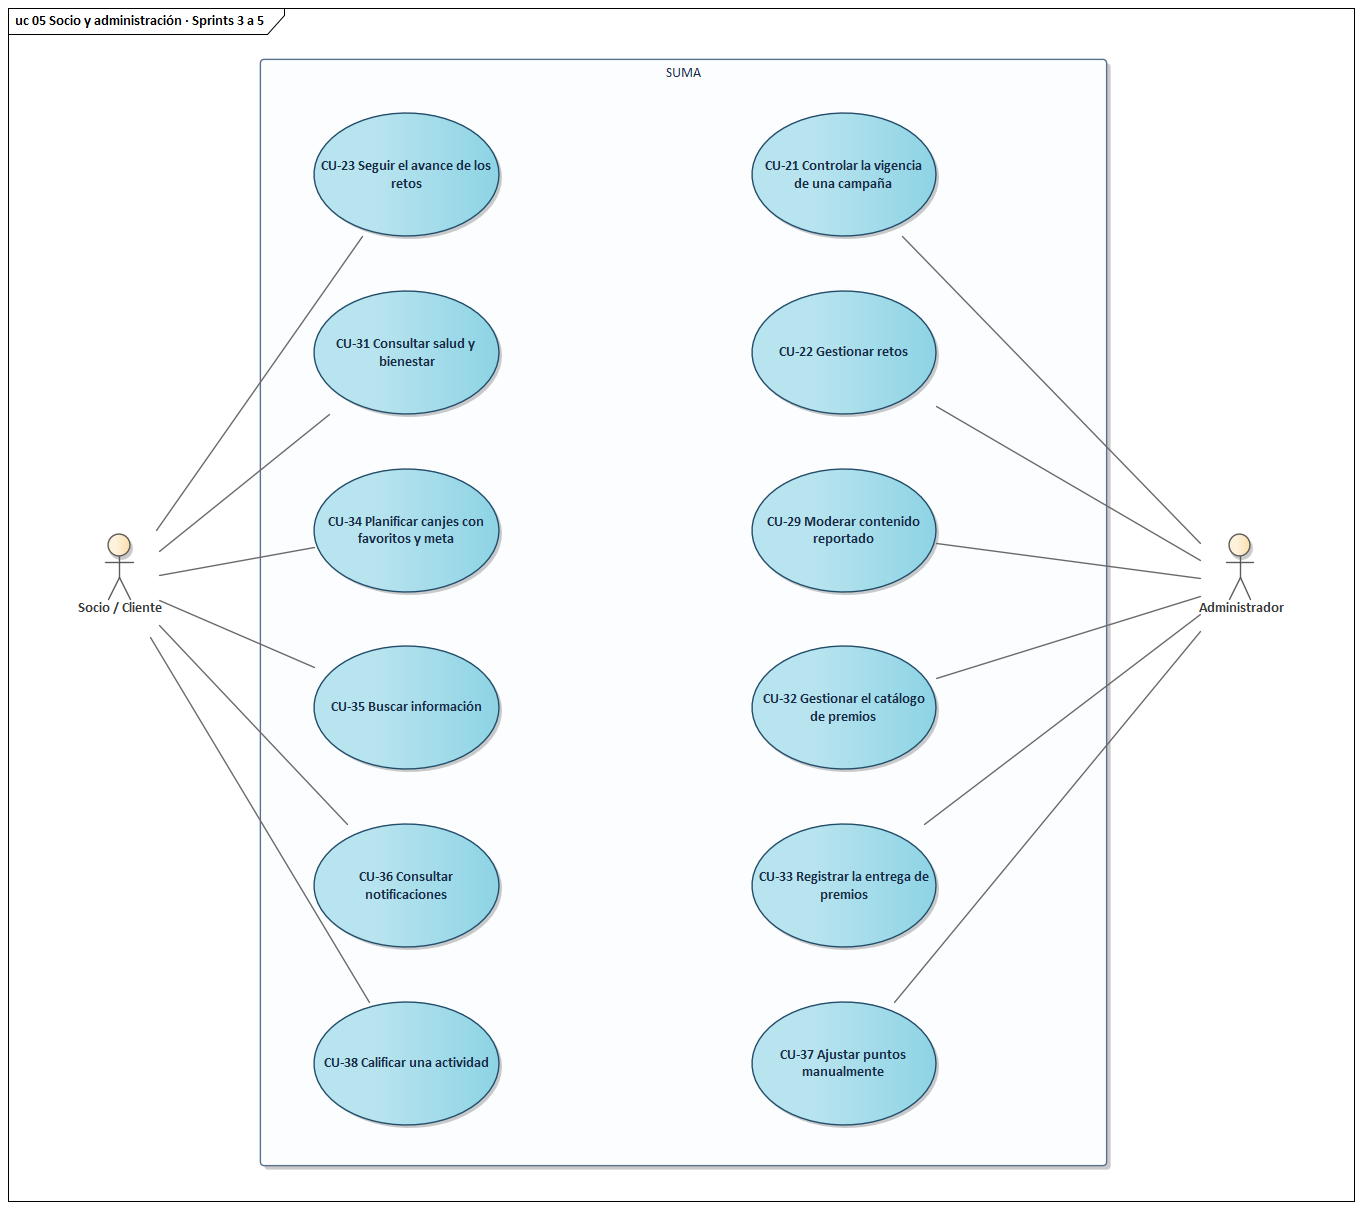 uc 05 Socio y administración · Sprints 3 a 5
SUMA
CU-23 Seguir el avance de los
retos
CU-21 Controlar la vigencia
de una campaña
CU-31 Consultar salud y
bienestar
CU-22 Gestionar retos
CU-34 Planificar canjes con
favoritos y meta
CU-29 Moderar contenido
reportado
Socio / Cliente
Administrador
CU-35 Buscar información
CU-32 Gestionar el catálogo
de premios
CU-36 Consultar
notificaciones
CU-33 Registrar la entrega de
premios
CU-38 Calificar una actividad
CU-37 Ajustar puntos
manualmente